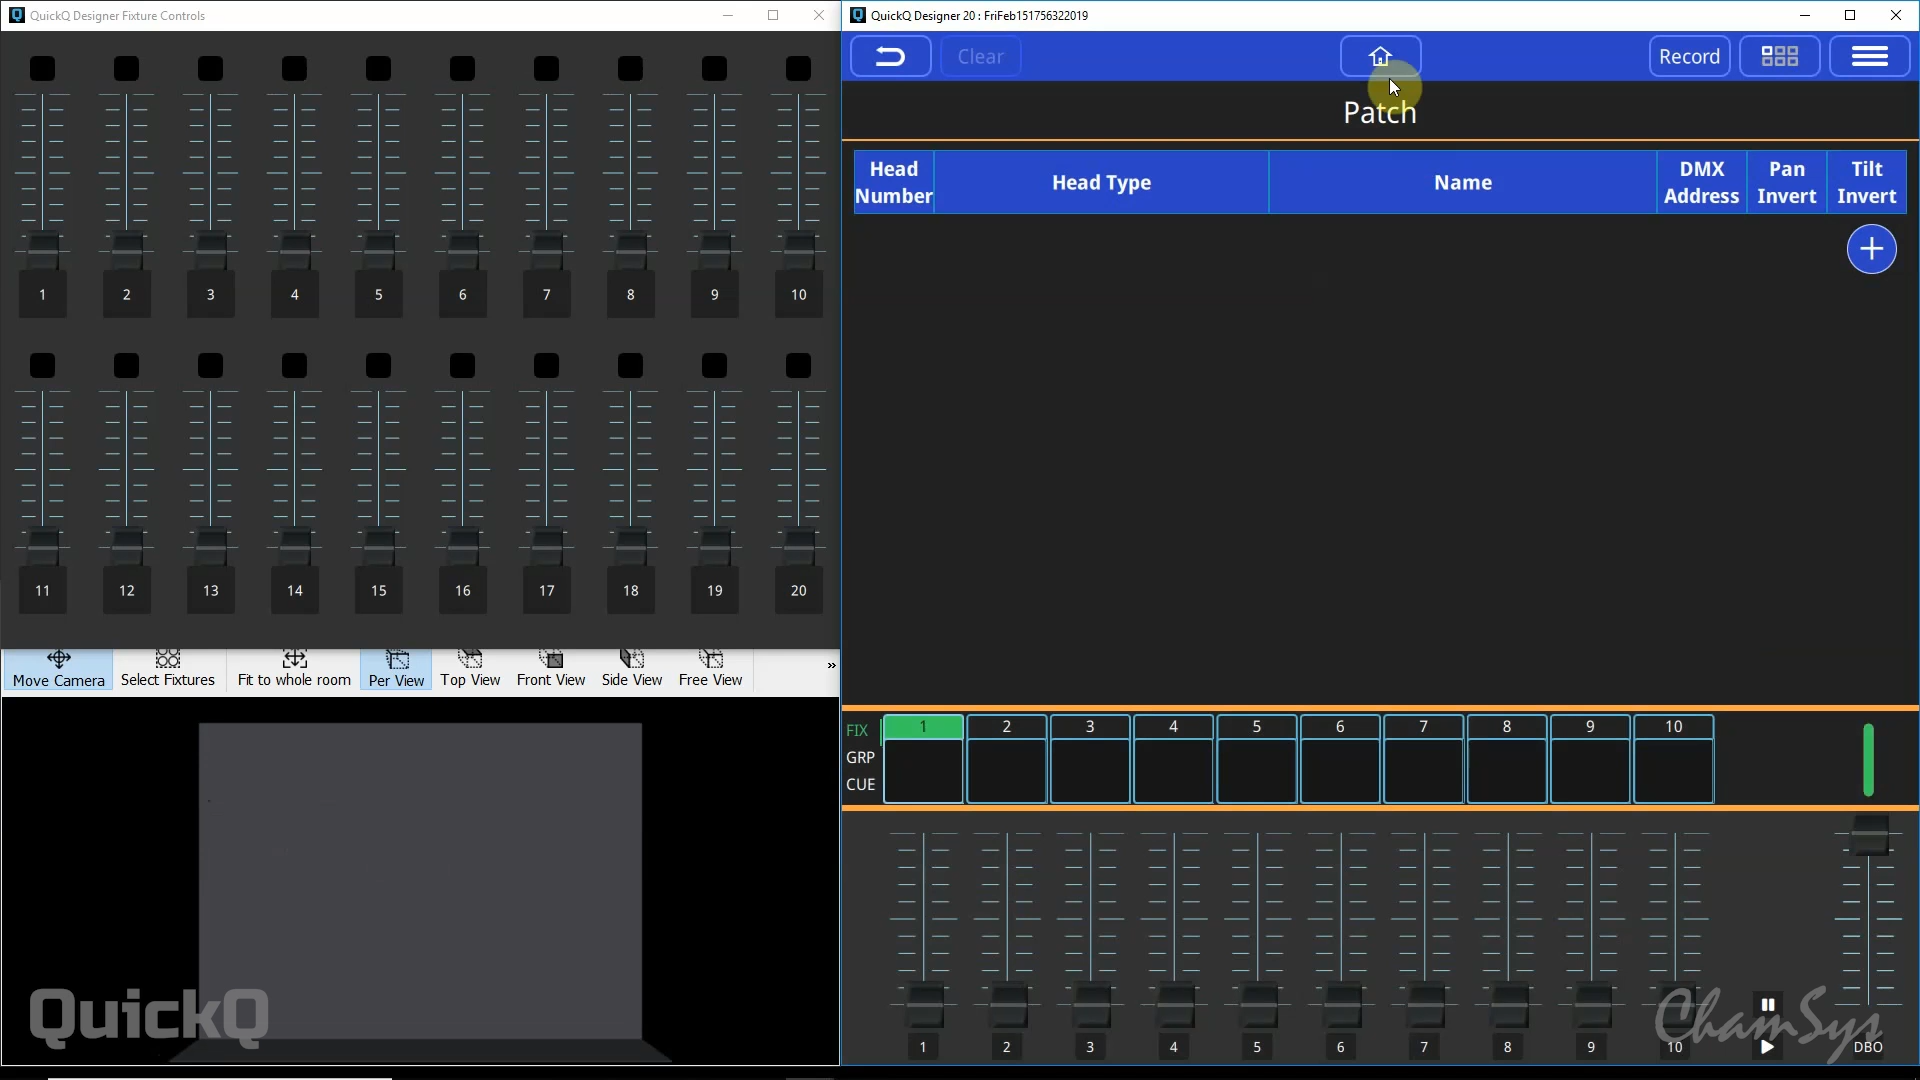 QuickQ Designer Fixture Controls
1 2 3 4 5 6 7 8 9 10
11 12 13 14 15 16 17 18 19 20
Move Camera Select Fixtures Fit to whole room Per View Top View Front View Side View Free View »
QuickQ
QuickQ Designer 20 : FriFeb151756322019
Clear Record
Patch
Head Number Head Type Name DMX Address Pan Invert Tilt Invert
FIX 1 2 3 4 5 6 7 8 9 10
GRP
CUE
1 2 3 4 5 6 7 8 9 10 DBO
ChamSys